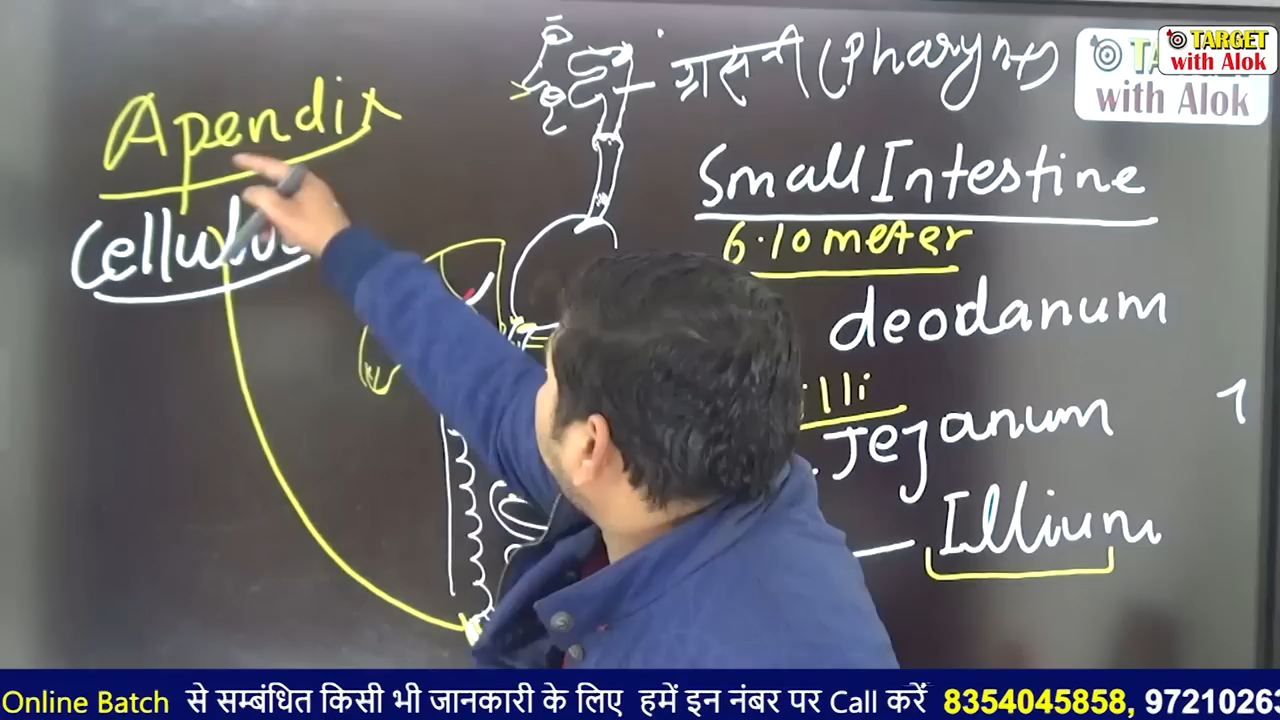 TARGET
with Alok
with Alok
ग्रसनी (Pharynx)
Apendix
Small Intestine
6.10 meter
deodanum
illi
Jejanum
1
Illium
Online Batch से सम्बंधित किसी भी जानकारी के लिए हमें इन नंबर पर Call करें 8354045858, 97210263